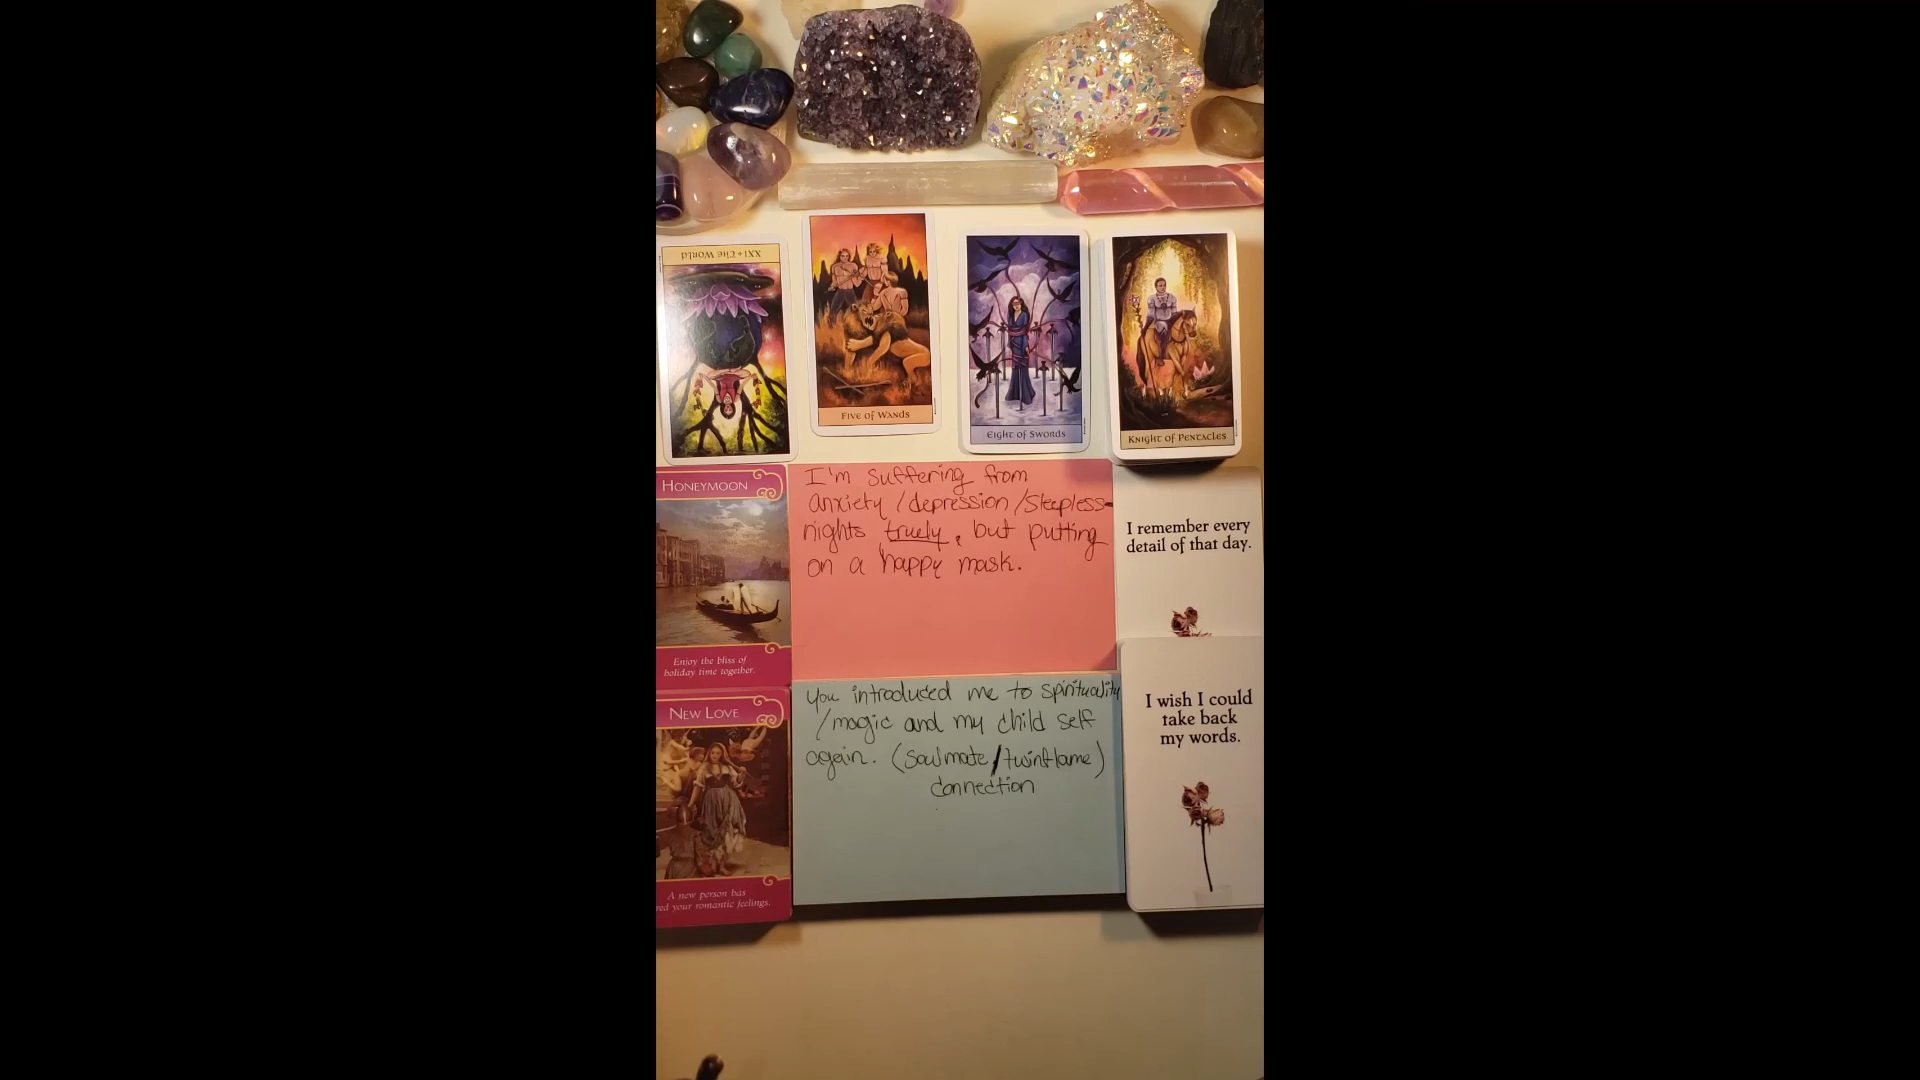 XXI • The World
Five of Wands
Eight of Swords
Knight of Pentacles
Honeymoon
Enjoy the bliss of
holiday time together.
I'm suffering from
anxiety/depression/sleepless-
nights truely, but putting
on a happy mask.
I remember every
detail of that day.
New Love
A new person has
your romantic feelings.
You introduced me to spirituality
/magic and my child self
again. (Soulmate/twinflame)
connection
I wish I could
take back
my words.